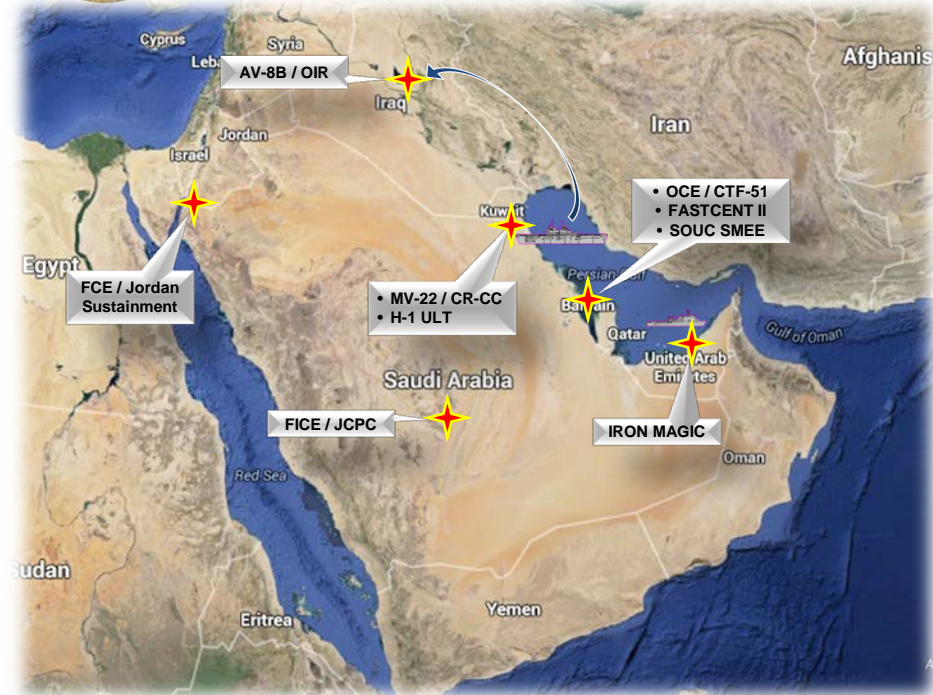 Cyprus
Syria
Leba
Afghanis
AV-8B / OIR
Iraq
Iran
Jordan
Israel
• OCE / CTF-51
• FASTCENT II
• SOUC SMEE
Kuwait
Egypt
FCE / Jordan
Sustainment
• MV-22 / CR-CC
• H-1 ULT
Persian Gulf
Bahrain
Qatar
Gulf of Oman
United Arab
Emirates
Saudi Arabia
FICE / JCPC
IRON MAGIC
Oman
Red Sea
Sudan
Yemen
Eritrea
A